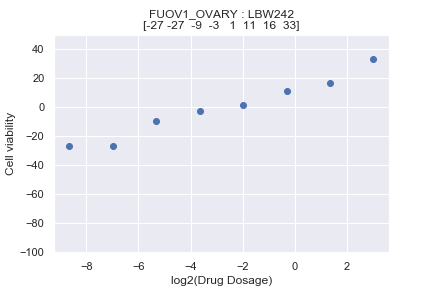 FUOV1_OVARY : LBW242
[-27 -27 -9 -3 1 11 16 33]
40
20
0
−20
−40
−60
−80
−100
Cell viability
−8 −6 −4 −2 0 2
log2(Drug Dosage)